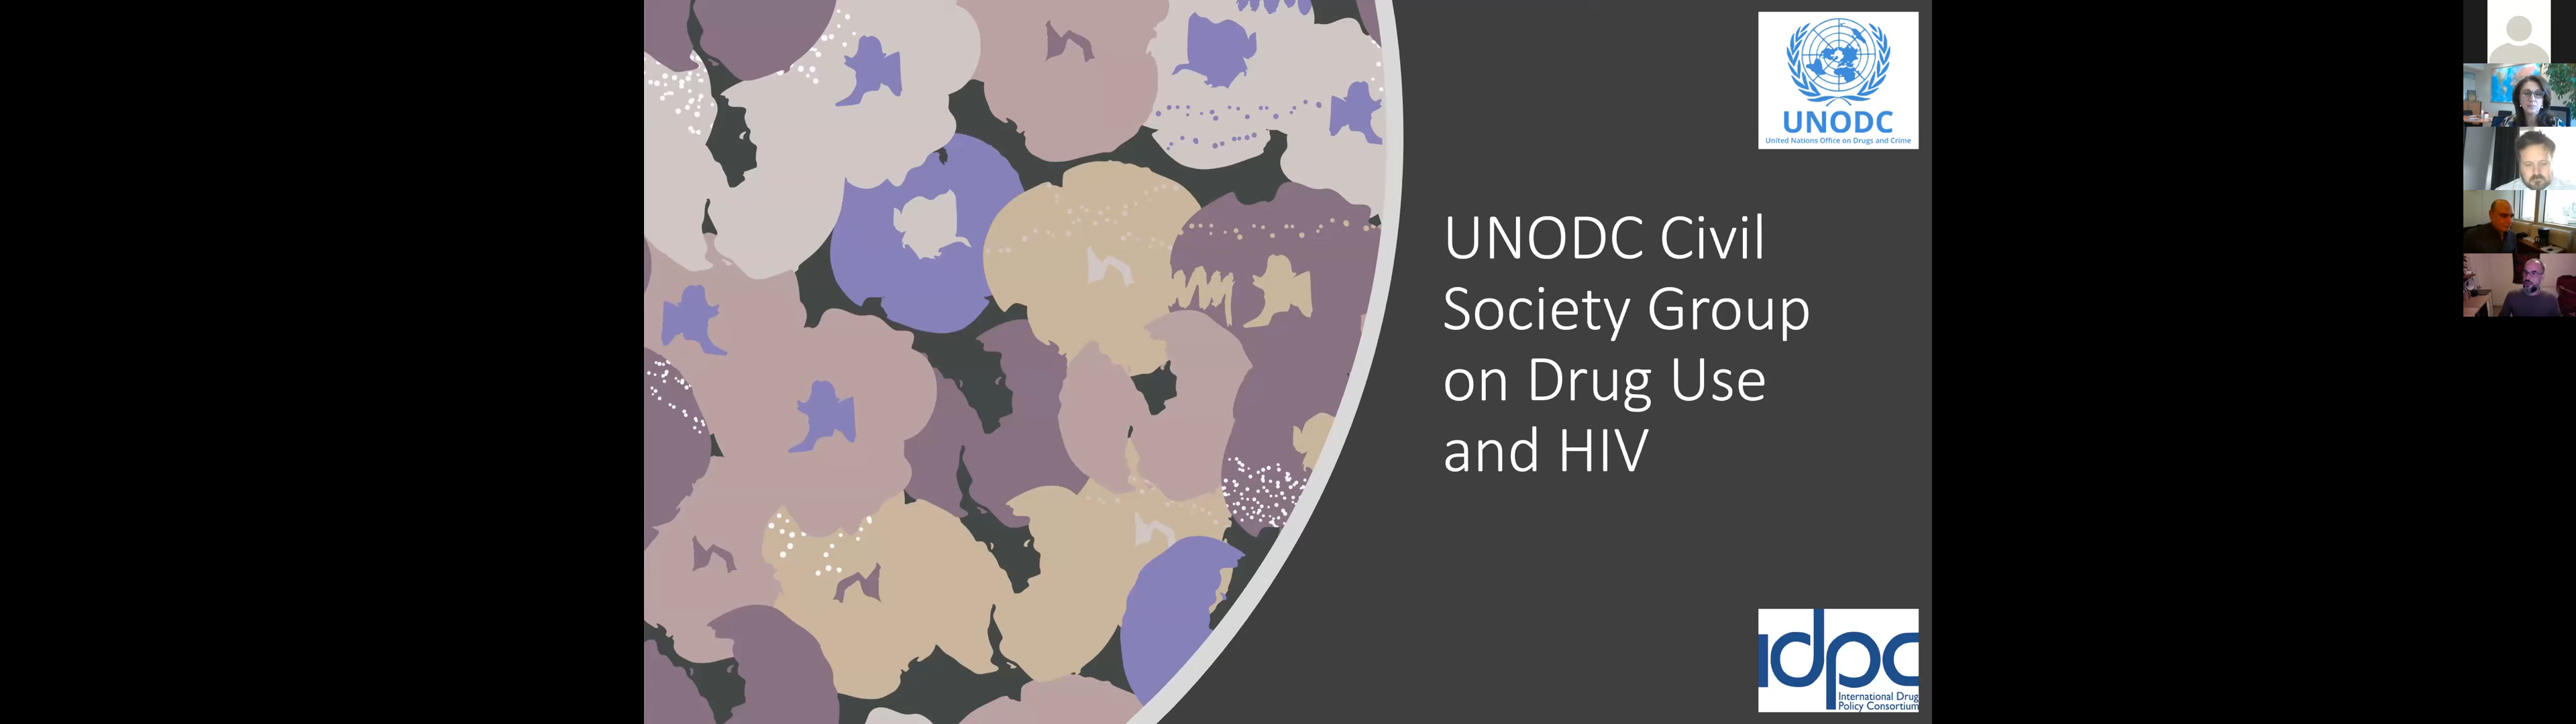 UNODC
United Nations Office on Drugs and Crime
UNODC Civil
Society Group
on Drug Use
and HIV
idpc
International Drug
Policy Consortium